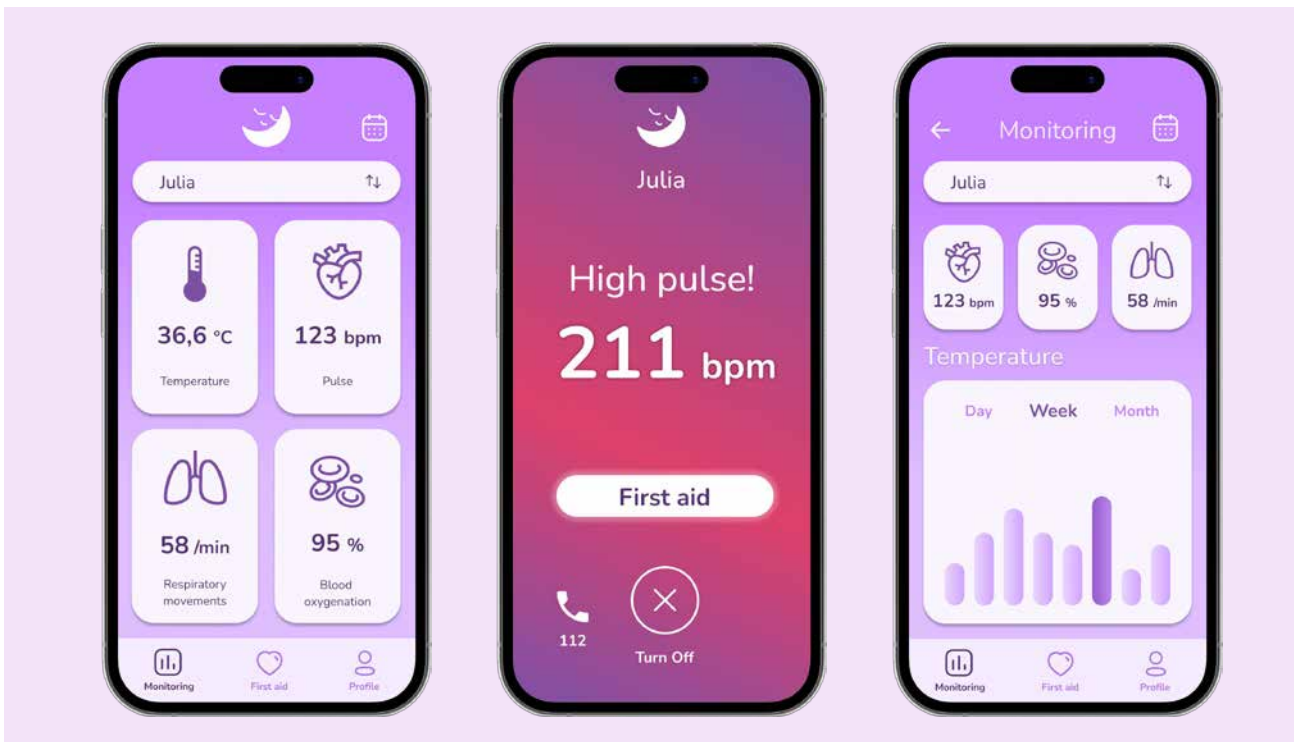 Julia
36,6 °C
Temperature
123 bpm
Pulse
58 /min
Respiratory
movements
95 %
Blood
oxygenation
Monitoring
First aid
Profile
Julia
High pulse!
211 bpm
First aid
112
Turn Off
Monitoring
Julia
123 bpm
95 %
58 /min
Temperature
Day
Week
Month
Monitoring
First aid
Profile